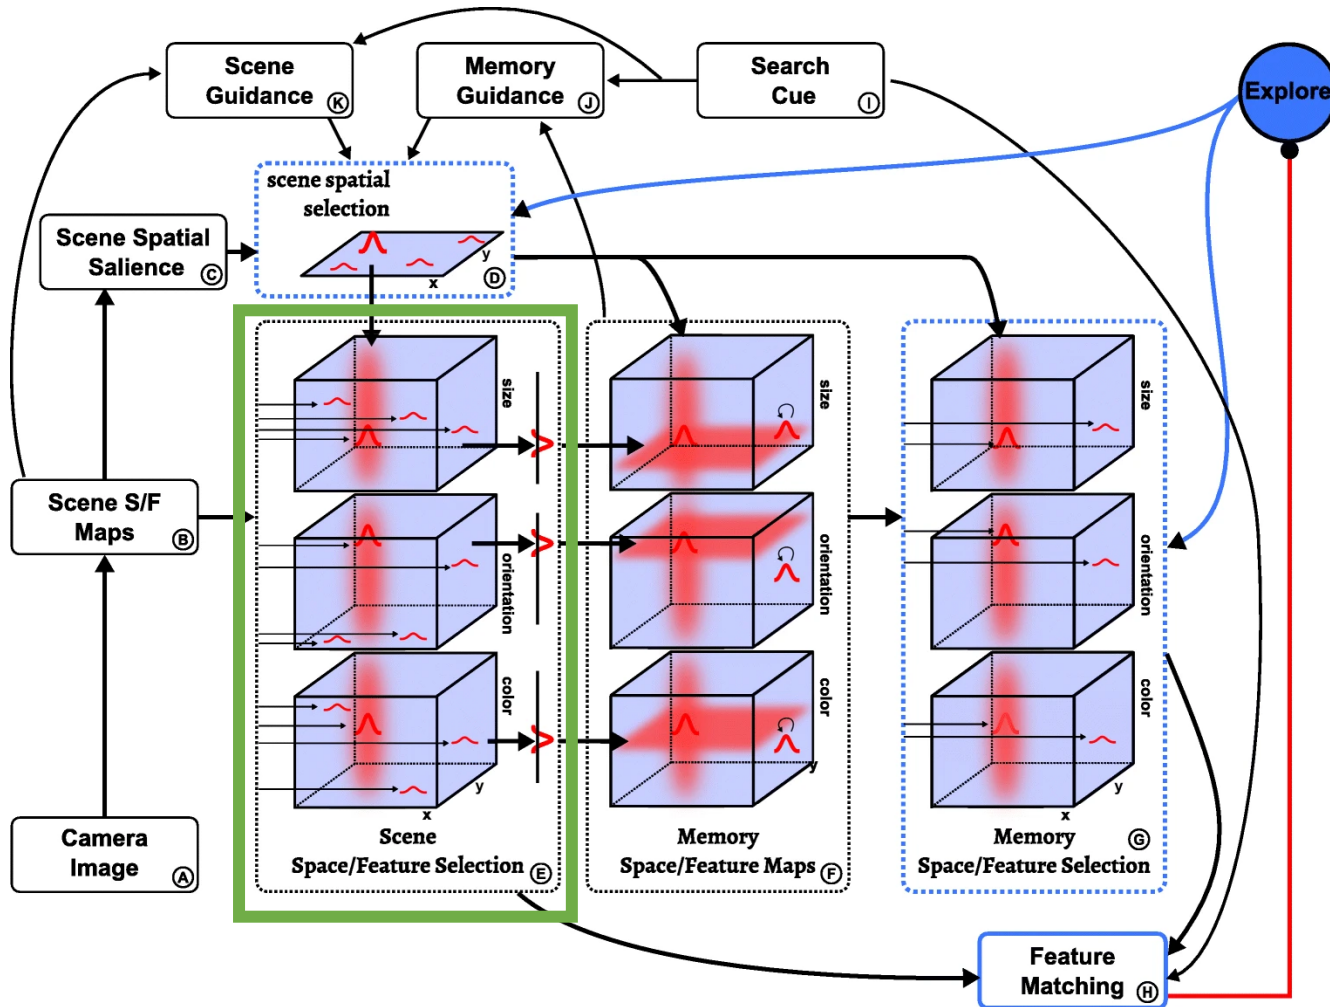 Scene
Guidance
K
Memory
Guidance
J
Search
Cue
I
Explore
scene spatial
selection
y
x
D
Scene Spatial
Salience
C
size
size
size
Scene S/F
Maps
B
orientation
orientation
orientation
color
color
color
y
x
y
y
x
Camera
Image
A
Scene
Space/Feature Selection
E
Memory
Space/Feature Maps
F
Memory
Space/Feature Selection
G
Feature
Matching
H